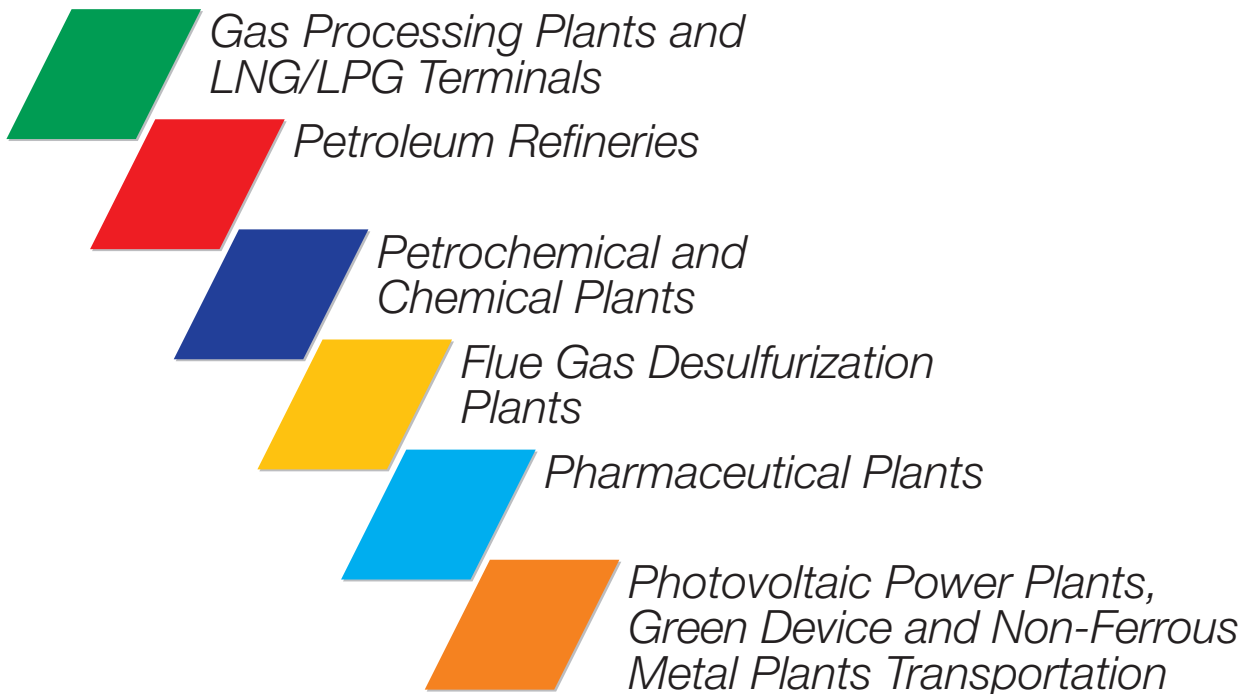 Gas Processing Plants and
LNG/LPG Terminals
Petroleum Refineries
Petrochemical and
Chemical Plants
Flue Gas Desulfurization
Plants
Pharmaceutical Plants
Photovoltaic Power Plants,
Green Device and Non-Ferrous
Metal Plants Transportation